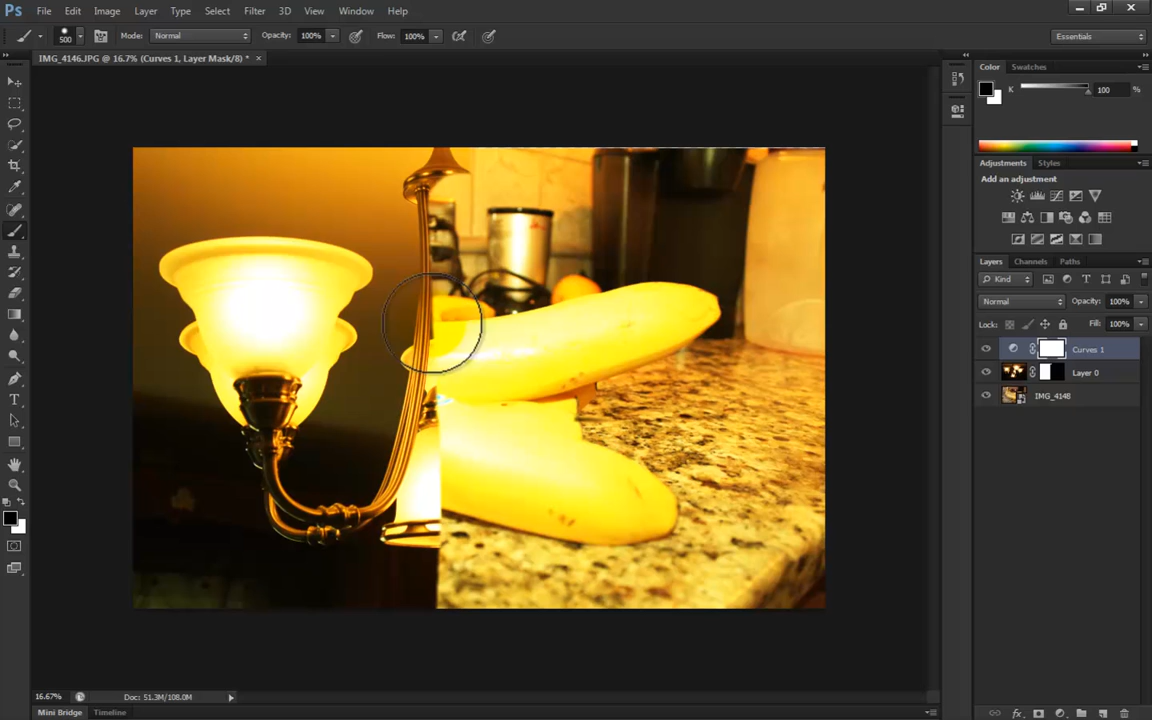 Ps File Edit Image Layer Type Select Filter 3D View Window Help
500 Mode: Normal Opacity: 100% Flow: 100% Essentials
IMG_4146.JPG @ 16.7% (Curves 1, Layer Mask/8) * ×
Color Swatches
K 100 %
Adjustments Styles
Add an adjustment
Layers Channels Paths
Kind
Normal Opacity: 100%
Lock: Fill: 100%
Curves 1
Layer 0
IMG_4148
16.67% Doc: 51.3M/108.0M
Mini Bridge Timeline